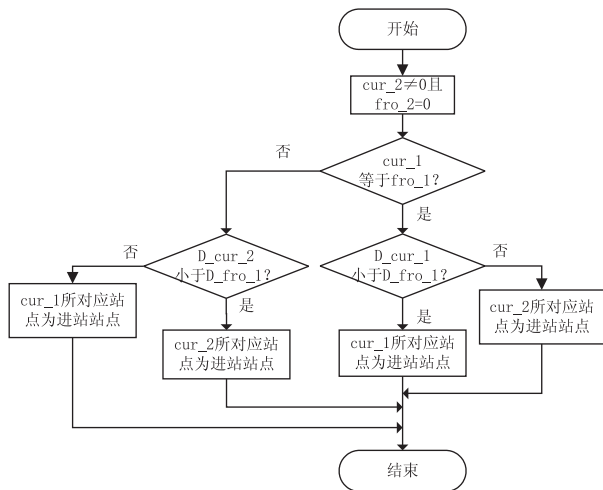 开始
cur_2≠0且
fro_2=0
否
cur_1
等于fro_1?
是
否
D_cur_2
小于D_fro_1?
D_cur_1
小于D_fro_1?
否
cur_1所对应站
点为进站站点
是
cur_2所对应站
点为进站站点
是
cur_1所对应站
点为进站站点
cur_2所对应站
点为进站站点
结束